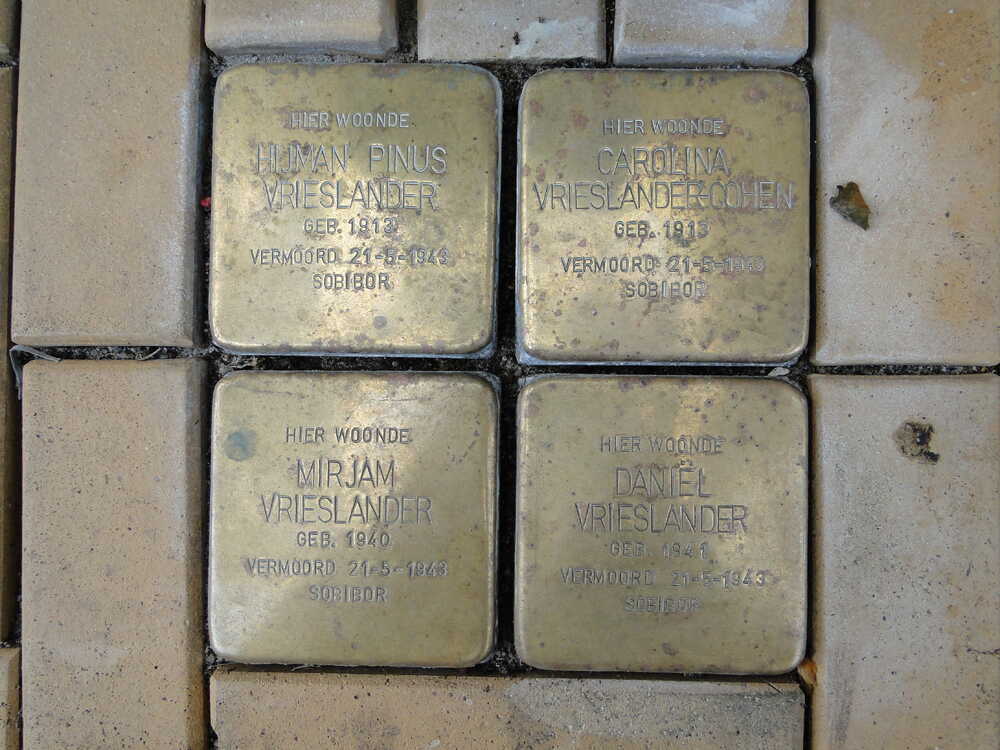 HIER WOONDE
HIJMAN PINUS
VRIESLANDER
GEB. 1913
VERMOORD 21-5-1943
SOBIBOR
HIER WOONDE
CAROLINA
VRIESLANDER-COHEN
GEB. 1913
VERMOORD 21-5-1943
SOBIBOR
HIER WOONDE
MIRJAM
VRIESLANDER
GEB. 1940
VERMOORD 21-5-1943
SOBIBOR
HIER WOONDE
DANIËL
VRIESLANDER
GEB. 1941
VERMOORD 21-5-1943
SOBIBOR